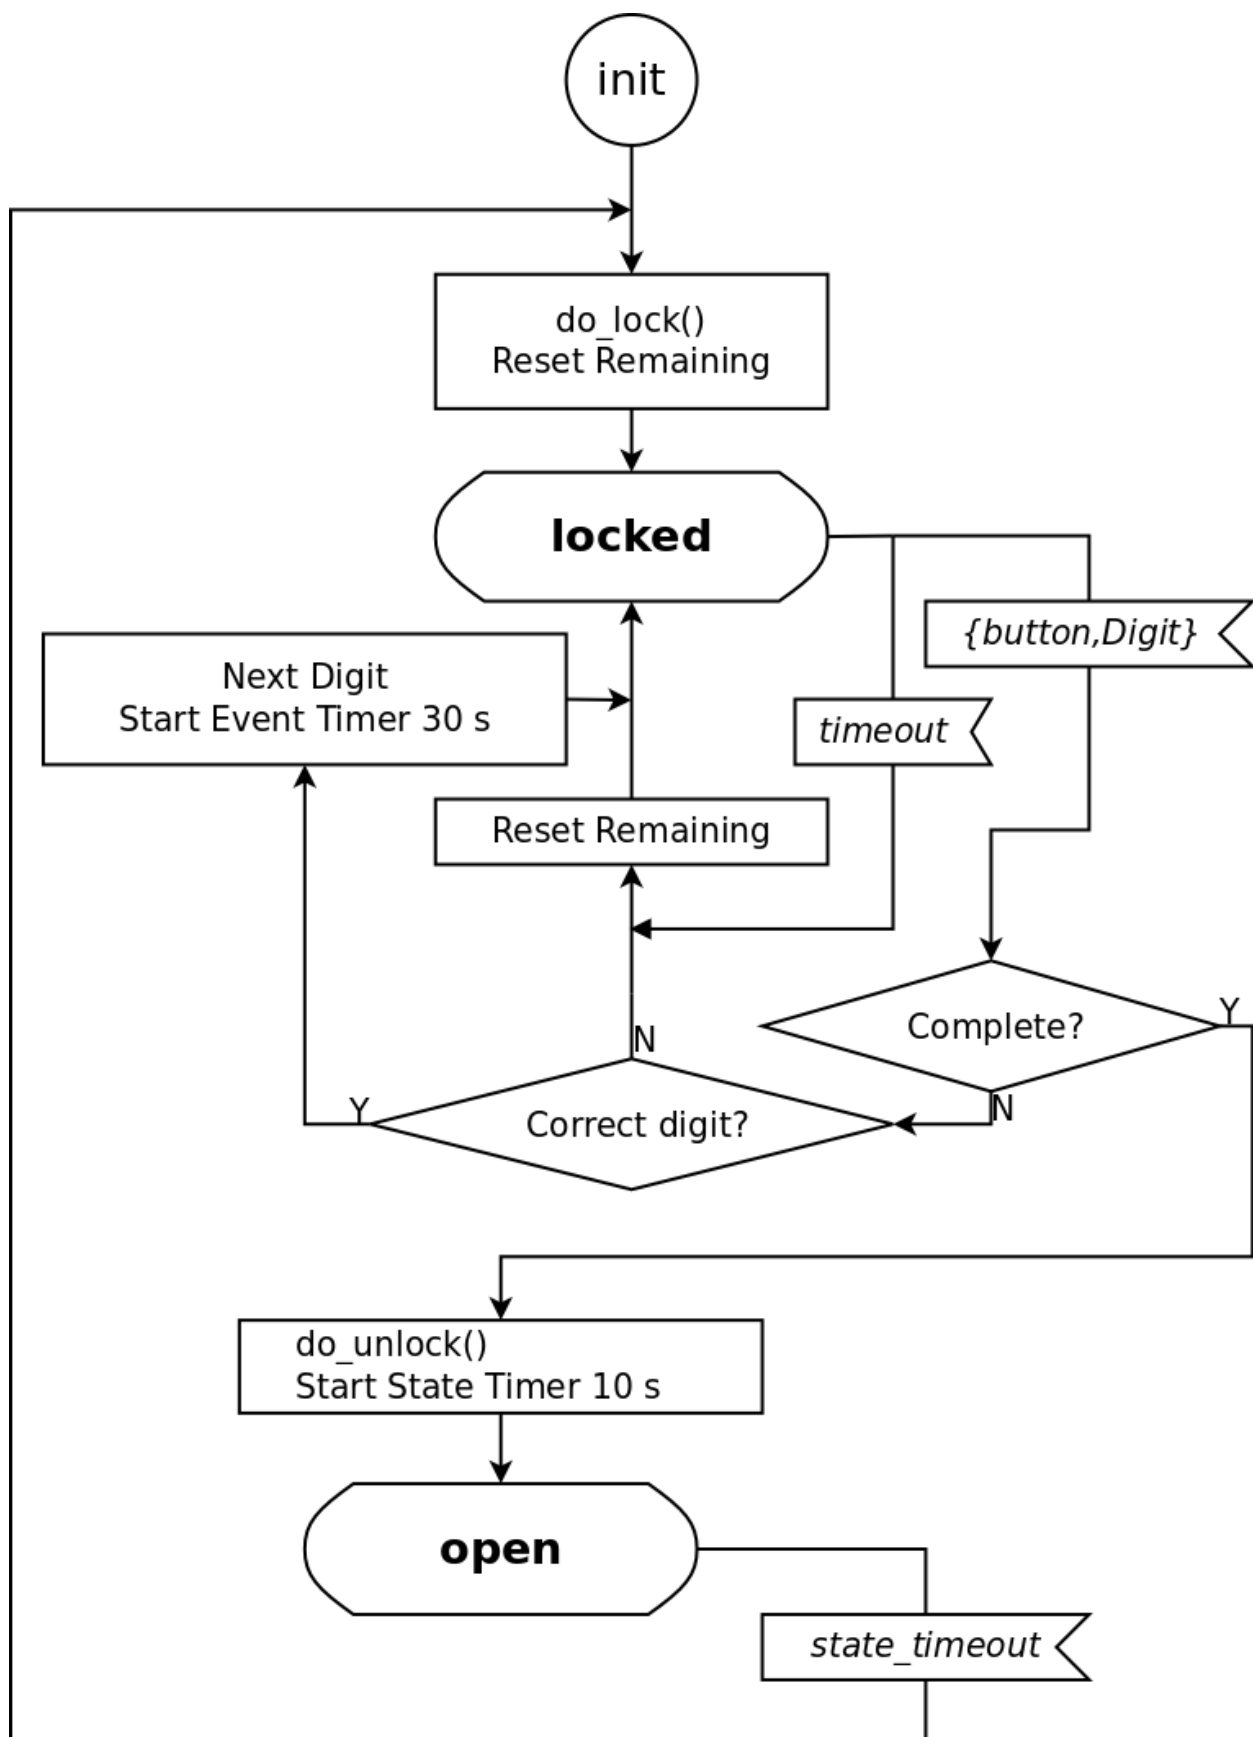 init
do_lock()
Reset Remaining
locked
{button,Digit}
Next Digit
Start Event Timer 30 s
timeout
Reset Remaining
Complete?
Y
N
N
Correct digit?
Y
do_unlock()
Start State Timer 10 s
open
state_timeout